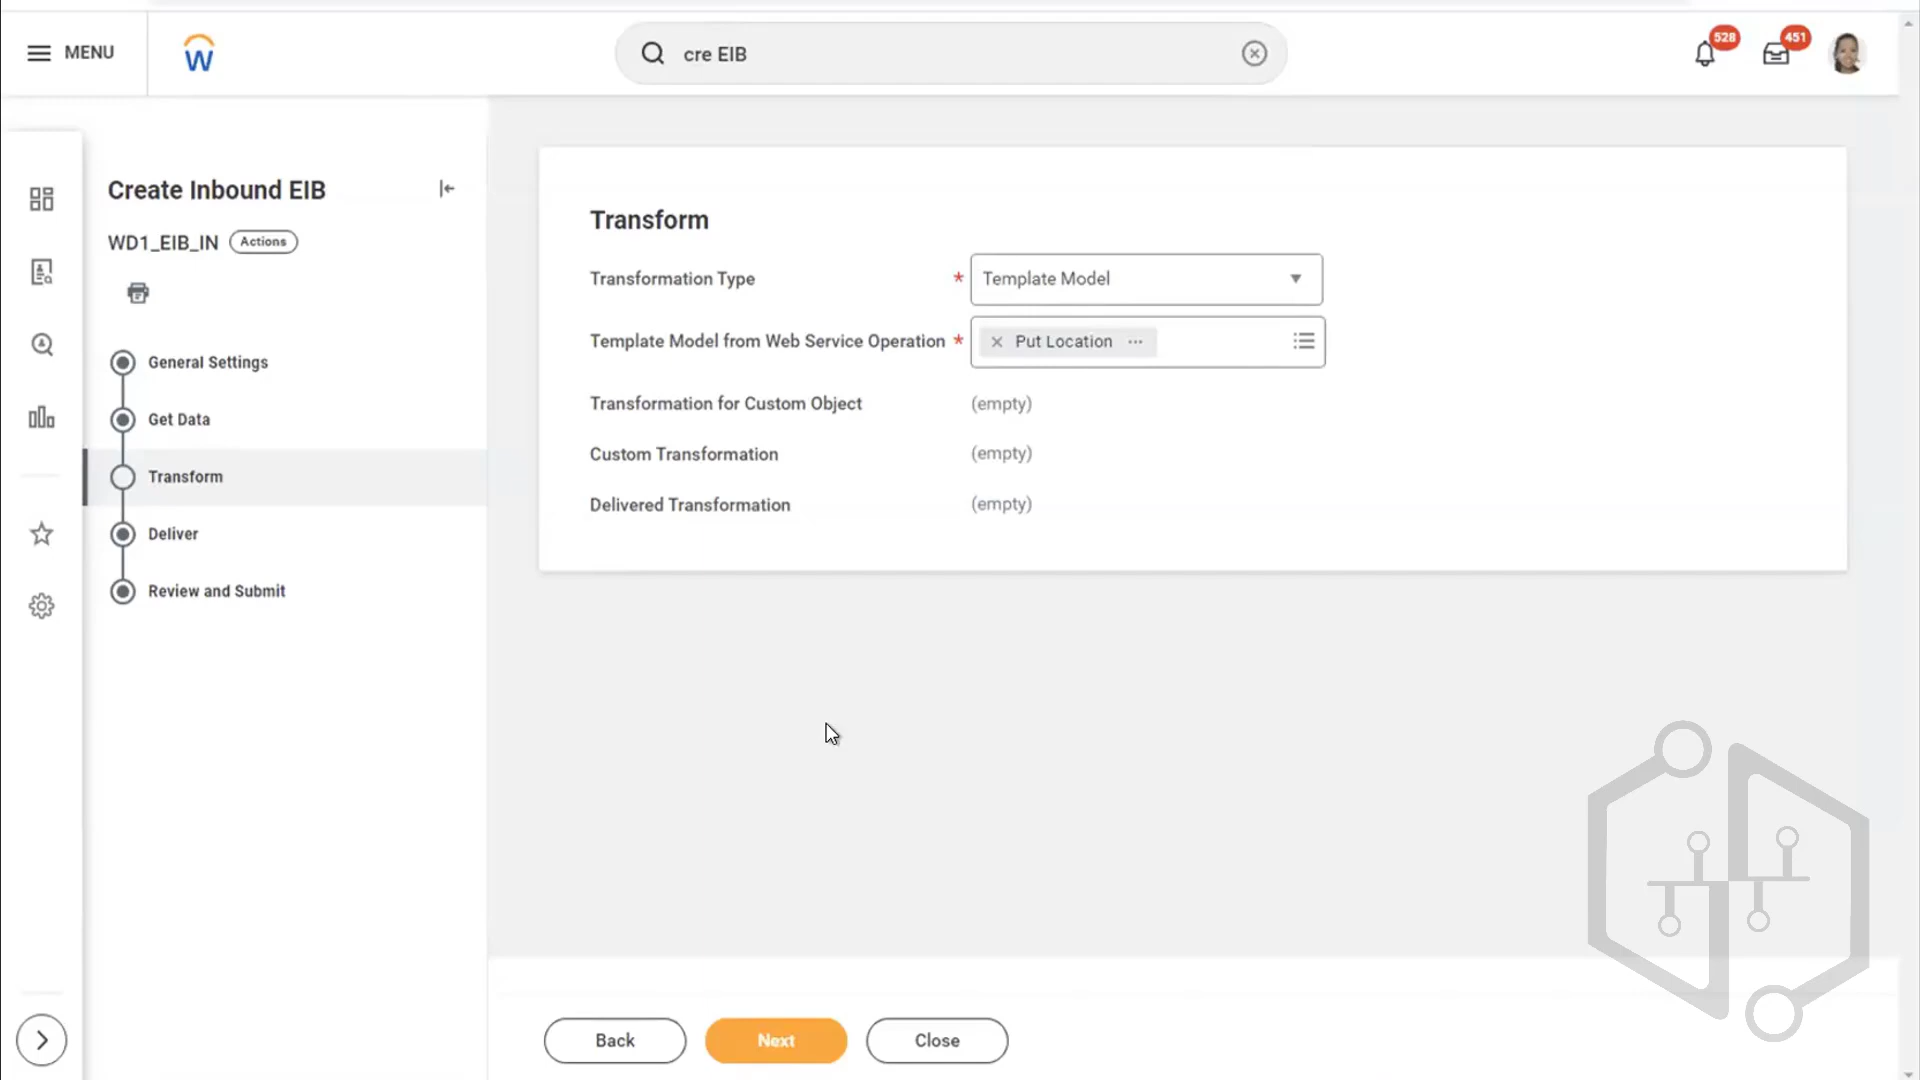 MENU
cre EIB
528
451
Create Inbound EIB
WD1_EIB_IN Actions
General Settings
Get Data
Transform
Deliver
Review and Submit
Transform
Transformation Type * Template Model
Template Model from Web Service Operation * Put Location
Transformation for Custom Object (empty)
Custom Transformation (empty)
Delivered Transformation (empty)
Back
Next
Close